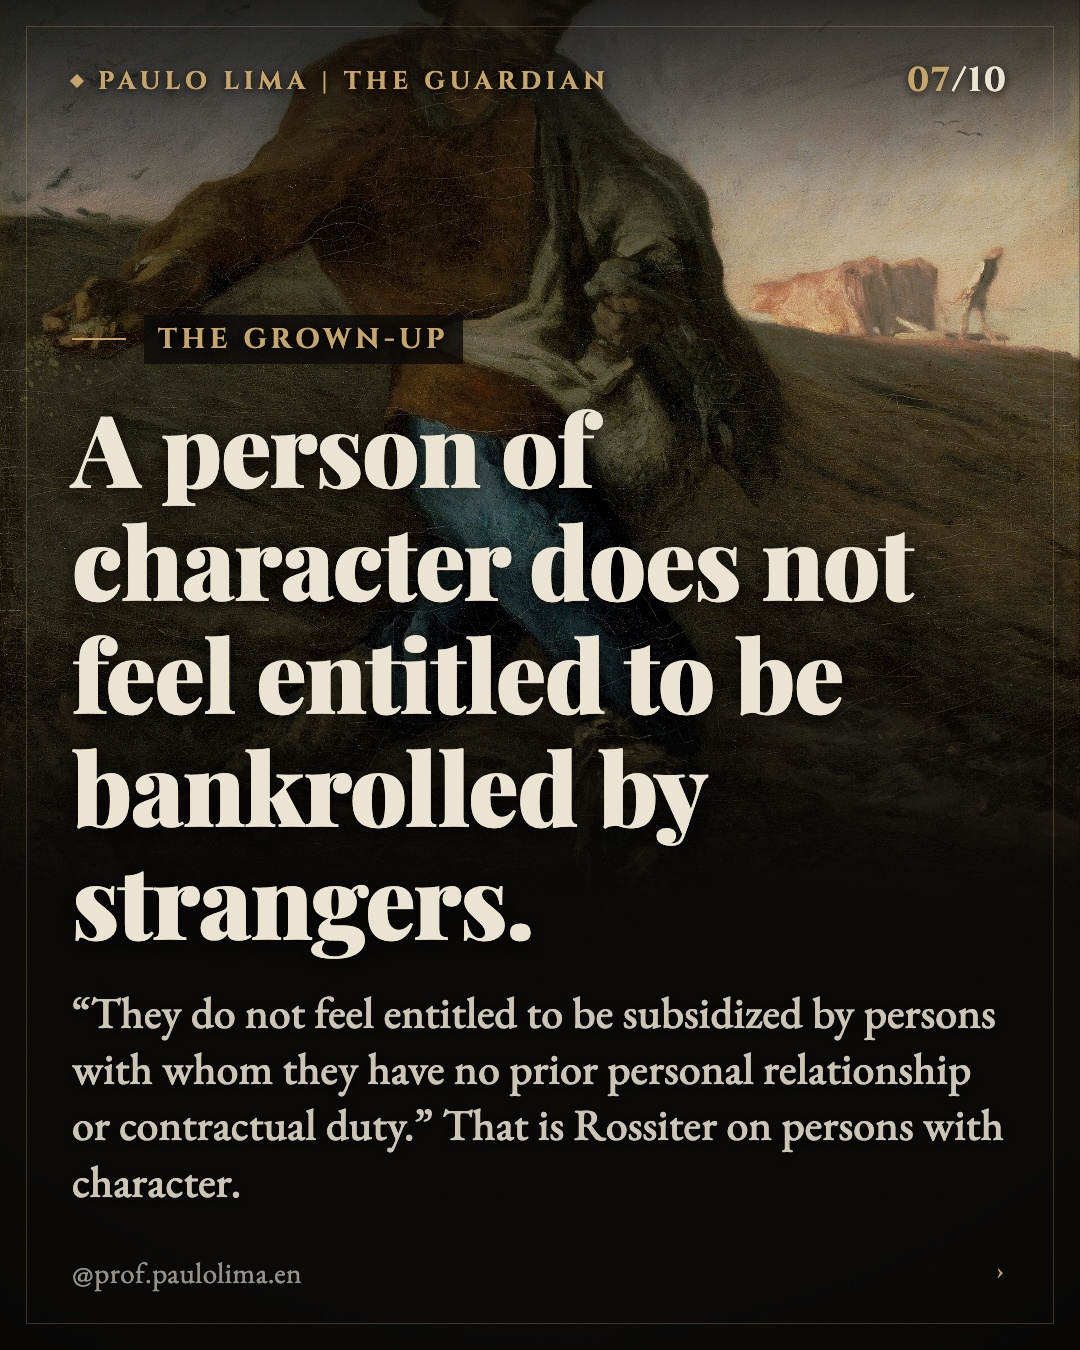 ◆ PAULO LIMA | THE GUARDIAN
07/10
THE GROWN-UP
A person of
character does not
feel entitled to be
bankrolled by
strangers.
“They do not feel entitled to be subsidized by persons
with whom they have no prior personal relationship
or contractual duty.” That is Rossiter on persons with
character.
@prof.paulolima.en
›